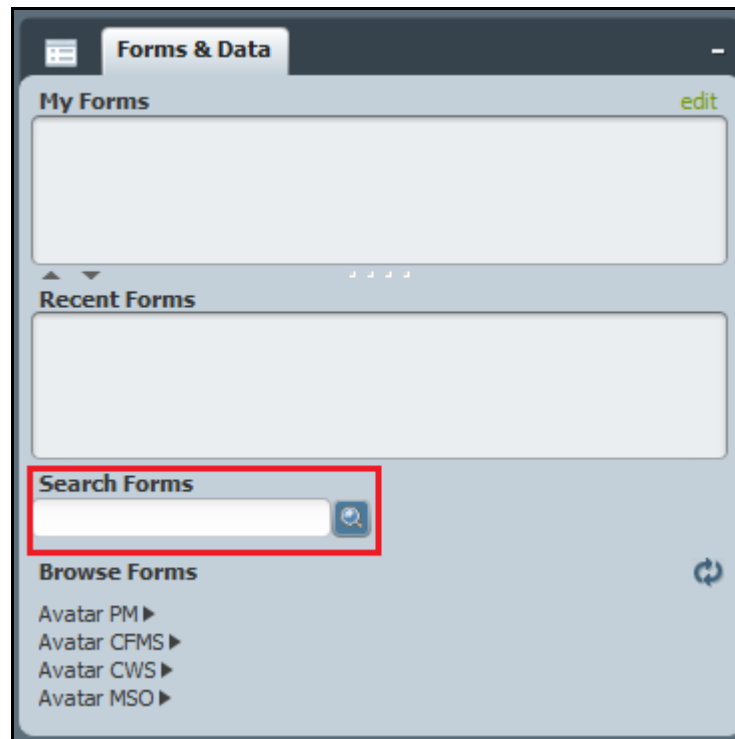 Forms & Data
My Forms edit
Recent Forms
Search Forms
Browse Forms
Avatar PM
Avatar CFMS
Avatar CWS
Avatar MSO